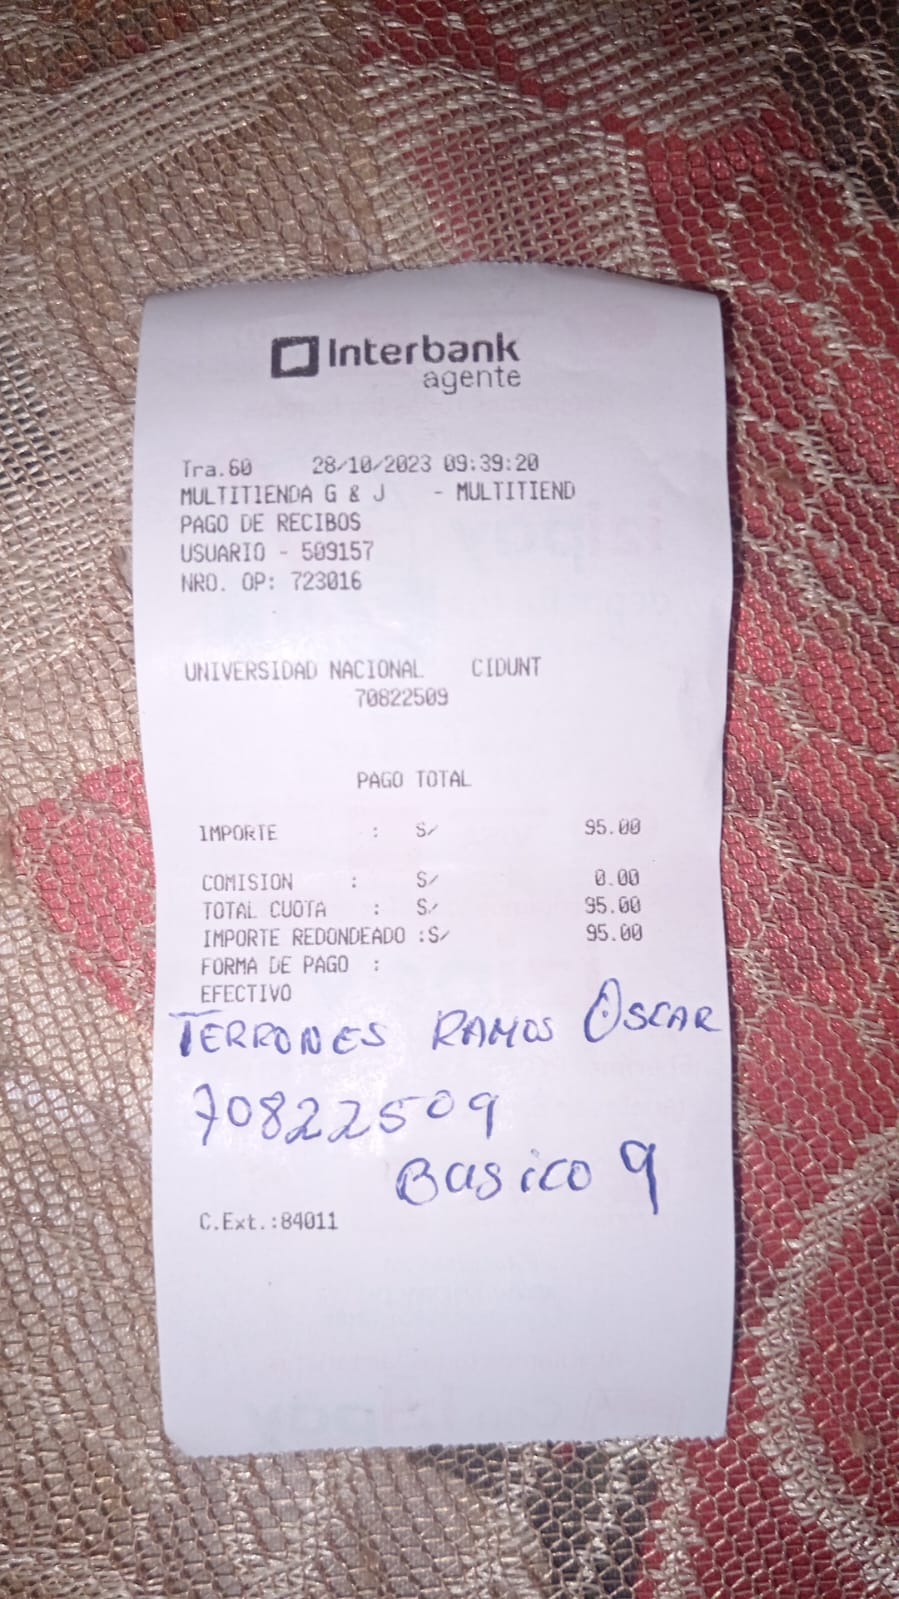 Interbank
agente
Tra.60 28/10/2023 09:39:20
MULTITIENDA G & J - MULTITIEND
PAGO DE RECIBOS
USUARIO - 509157
NRO. OP: 723016
UNIVERSIDAD NACIONAL CIDUNT
70822509
PAGO TOTAL
IMPORTE : S/ 95.00
COMISION : S/ 0.00
TOTAL CUOTA : S/ 95.00
IMPORTE REDONDEADO :S/ 95.00
FORMA DE PAGO :
EFECTIVO
TERRONES RAMOS OSCAR
70822509
Basico 9
C.Ext.:84011